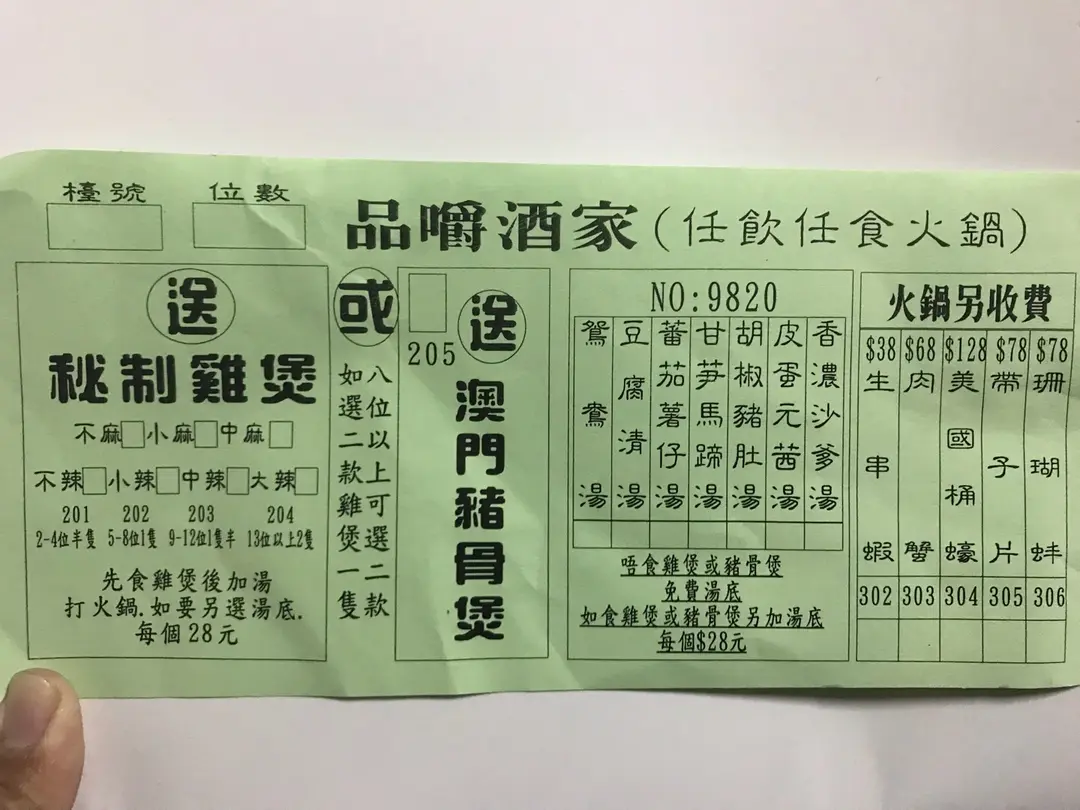 檯號
位數
品嚼酒家(任飲任食火鍋)
送
秘制雞煲
不麻 小麻 中麻
不辣 小辣 中辣 大辣
201 202 203 204
2-4位半隻 5-8位1隻 9-12位1隻半 13位以上2隻
先食雞煲後加湯
打火鍋.如要另選湯底.
每個28元
或
八位以上可選二款
如選二款雞煲一隻
205
送
澳門豬骨煲
NO:9820
鴛鴦湯
豆腐清湯
蕃茄薯仔湯
甘芛馬蹄湯
胡椒豬肚湯
皮蛋元茜湯
香濃沙爹湯
唔食雞煲或豬骨煲
免費湯底
如食雞煲或豬骨煲另加湯底
每個$28元
火鍋另收費
$38 $68 $128 $78 $78
生串蝦
肉蟹
美國桶蠔
帶子片
珊瑚蚌
302 303 304 305 306